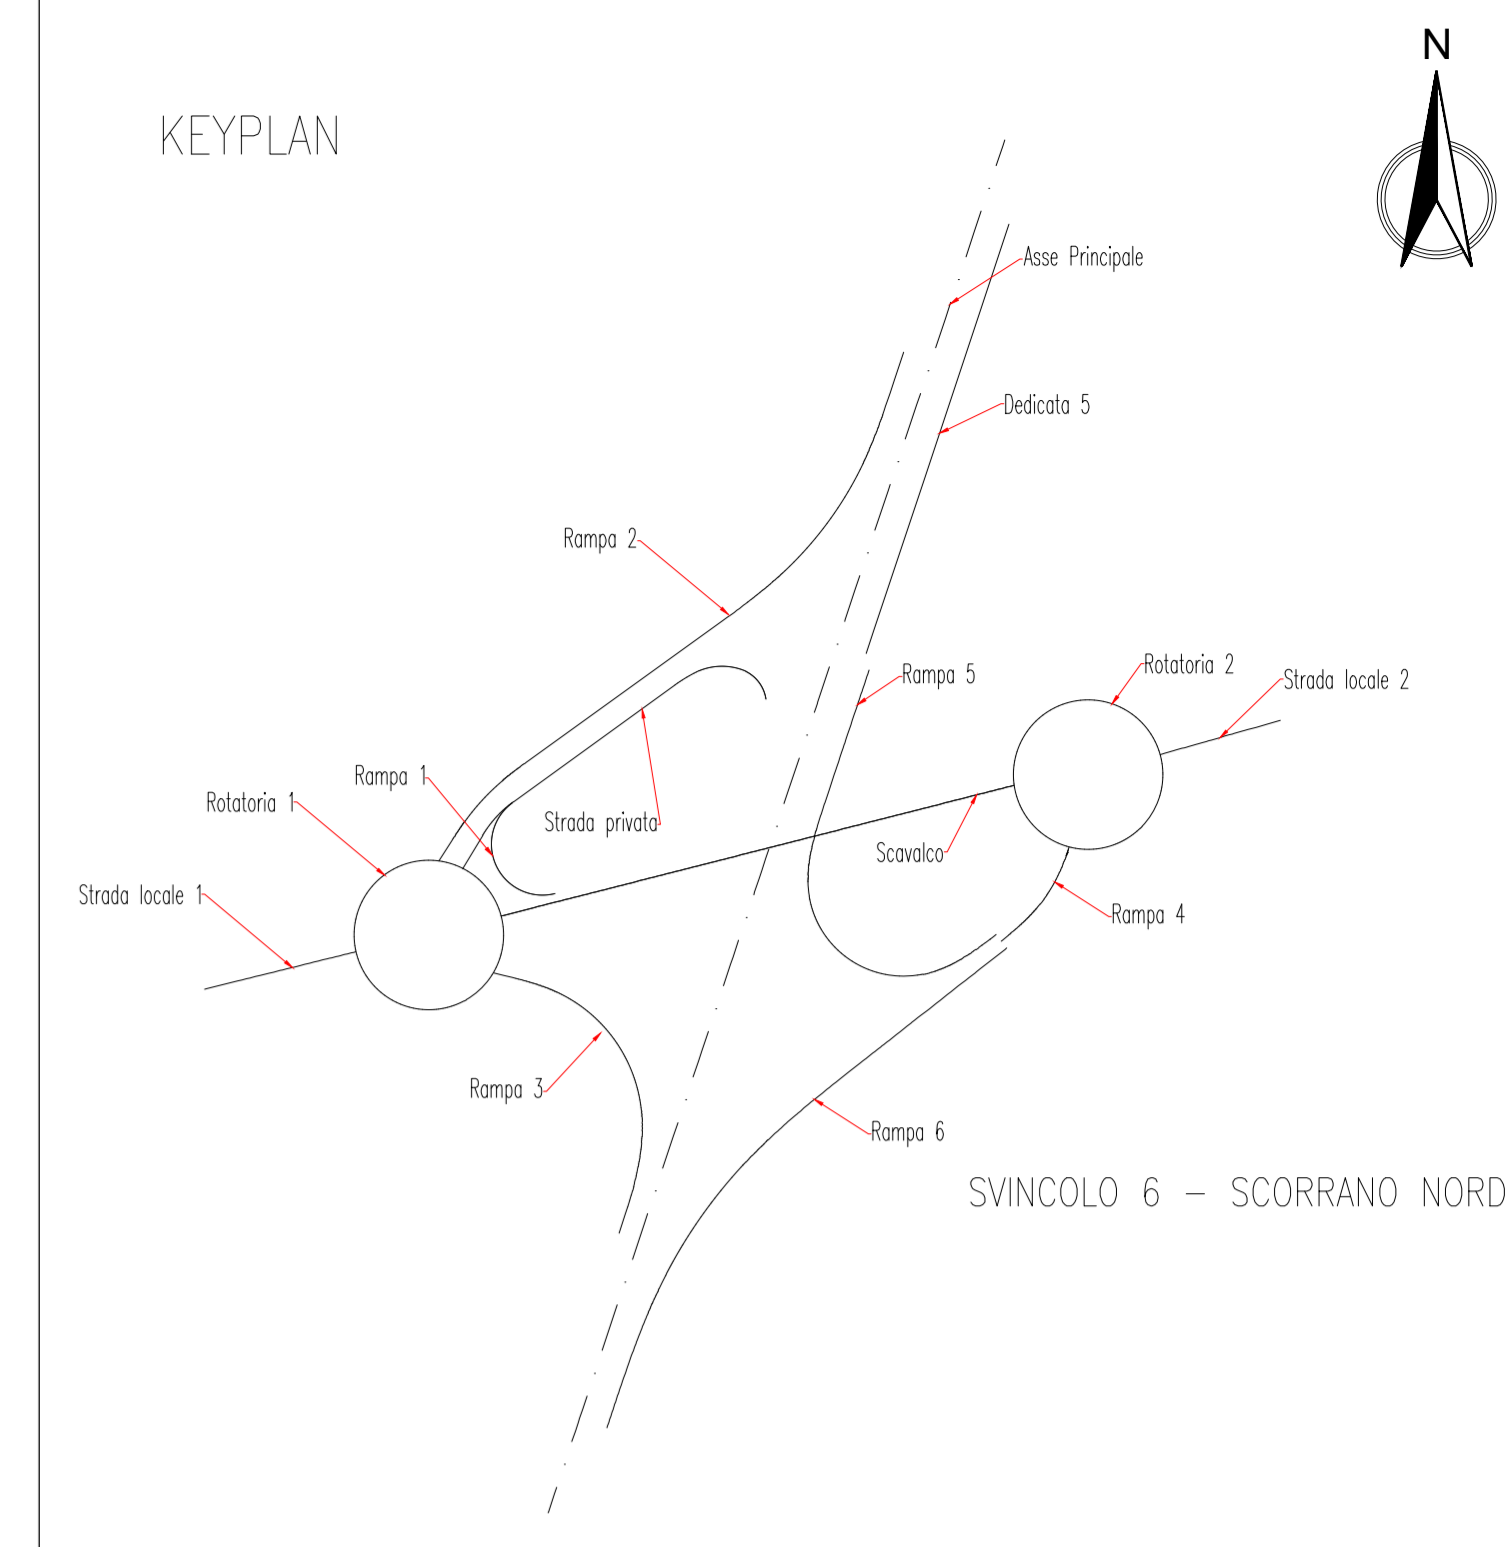 N
KEYPLAN
Asse Principale
Dedicata 5
Rampa 2
Rotatoria 2
Rampa 5
Strada locale 2
Rampa 1
Rotatoria 1
Strada privata
Scavalco
Strada locale 1
Rampa 4
Rampa 3
Rampa 6
SVINCOLO 6 – SCORRANO NORD